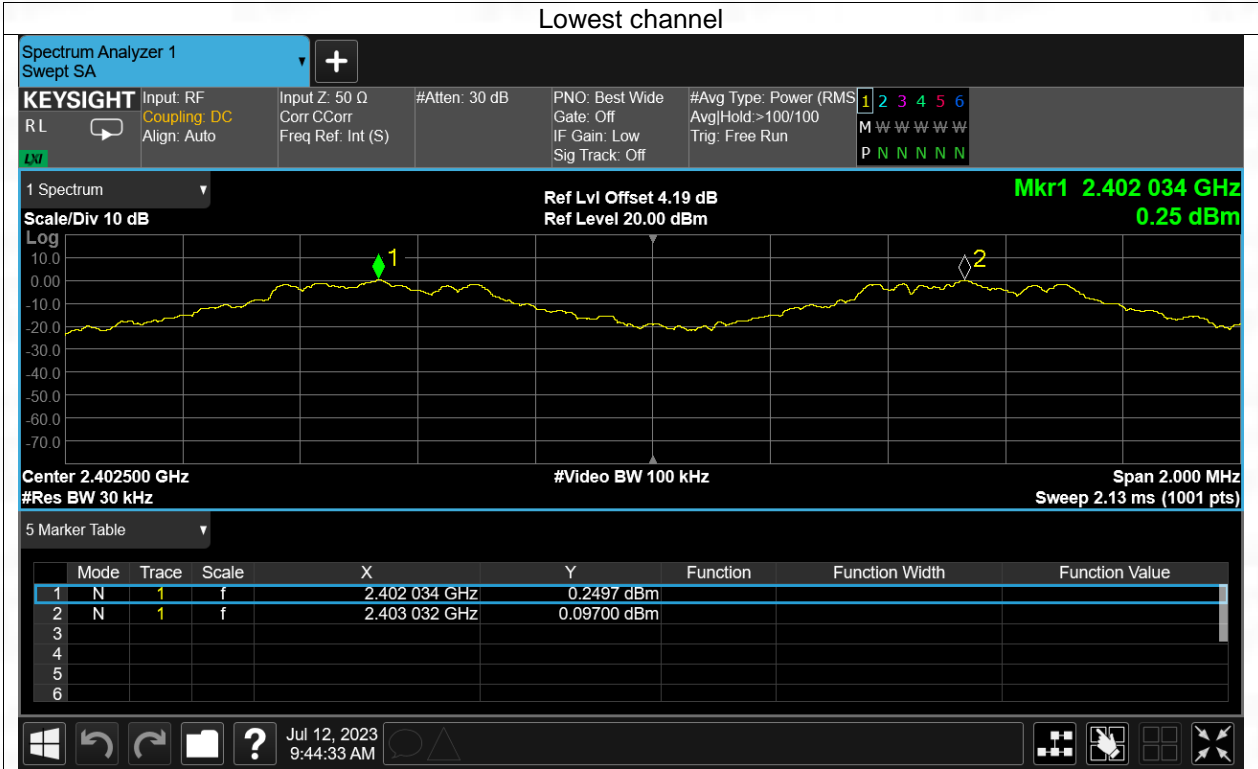 Lowest channel
Spectrum Analyzer 1
Swept SA
KEYSIGHT
R L
LXI
Input: RF
Coupling: DC
Align: Auto
Input Z: 50 Ω
Corr CCorr
Freq Ref: Int (S)
#Atten: 30 dB
PNO: Best Wide
Gate: Off
IF Gain: Low
Sig Track: Off
#Avg Type: Power (RMS
Avg|Hold:>100/100
Trig: Free Run
1 2 3 4 5 6
M W W W W W
P N N N N N
1 Spectrum
Scale/Div 10 dB
Ref Lvl Offset 4.19 dB
Ref Level 20.00 dBm
Mkr1 2.402 034 GHz
0.25 dBm
Log
10.0
0.00
-10.0
-20.0
-30.0
-40.0
-50.0
-60.0
-70.0
1
2
Center 2.402500 GHz
#Res BW 30 kHz
#Video BW 100 kHz
Span 2.000 MHz
Sweep 2.13 ms (1001 pts)
5 Marker Table
Mode Trace Scale X Y Function Function Width Function Value
1 N 1 f 2.402 034 GHz 0.2497 dBm
2 N 1 f 2.403 032 GHz 0.09700 dBm
3
4
5
6
?
Jul 12, 2023
9:44:33 AM